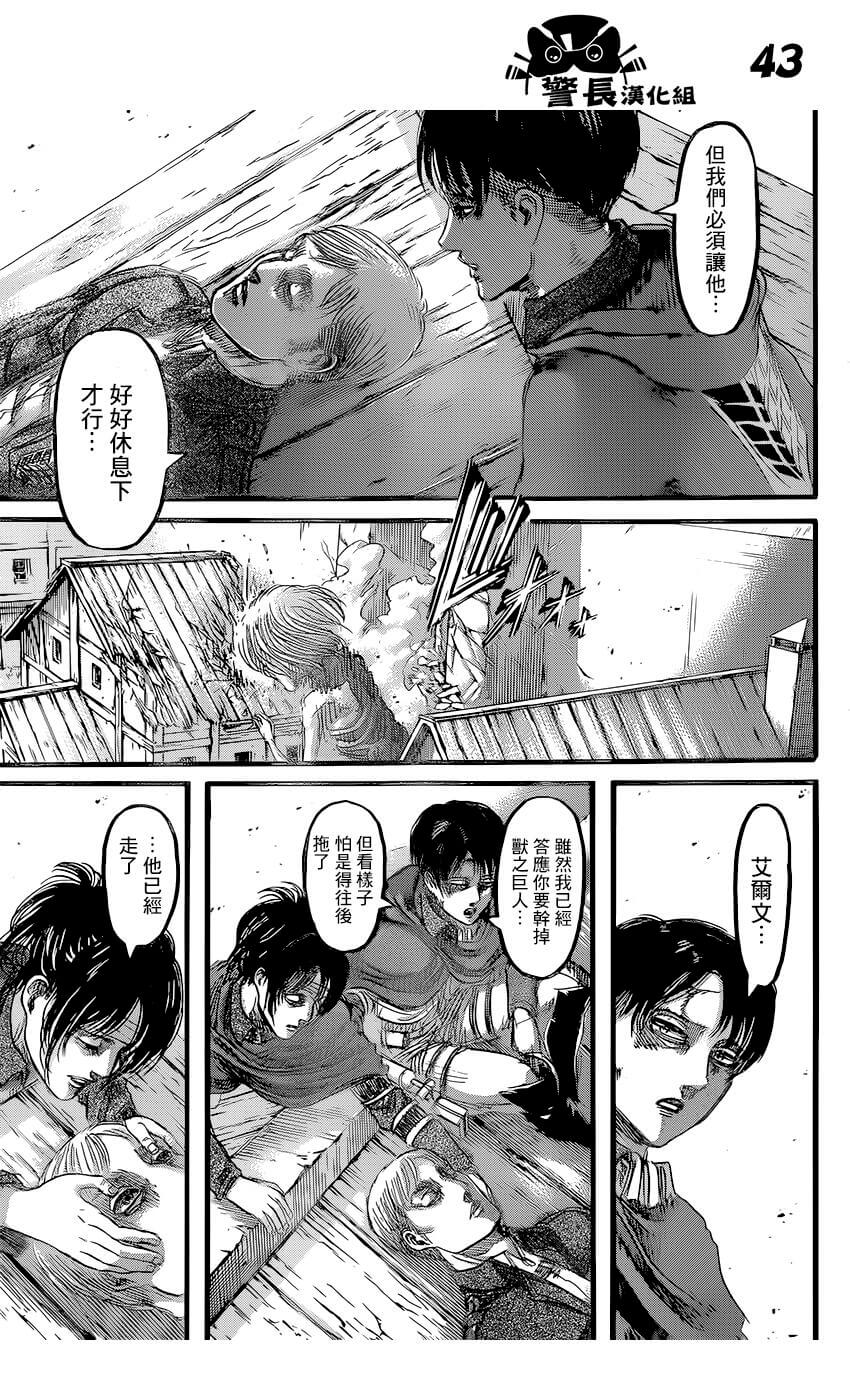 43
警長漢化組
但我們必須讓他…
好好休息下
才行…
艾爾文…
雖然我已經
答應你要幹掉
獸之巨人…
但看樣子
怕是得往後
拖了
…他已經
走了